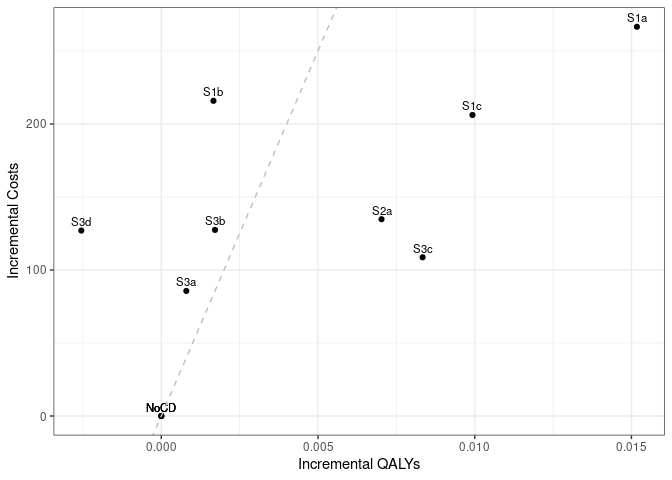 S1a
S1b
S1c
200
S2a
S3d
S3b
S3c
100
S3a
NoCD
0
0.000
0.005
0.010
0.015
Incremental QALYs
Incremental Costs